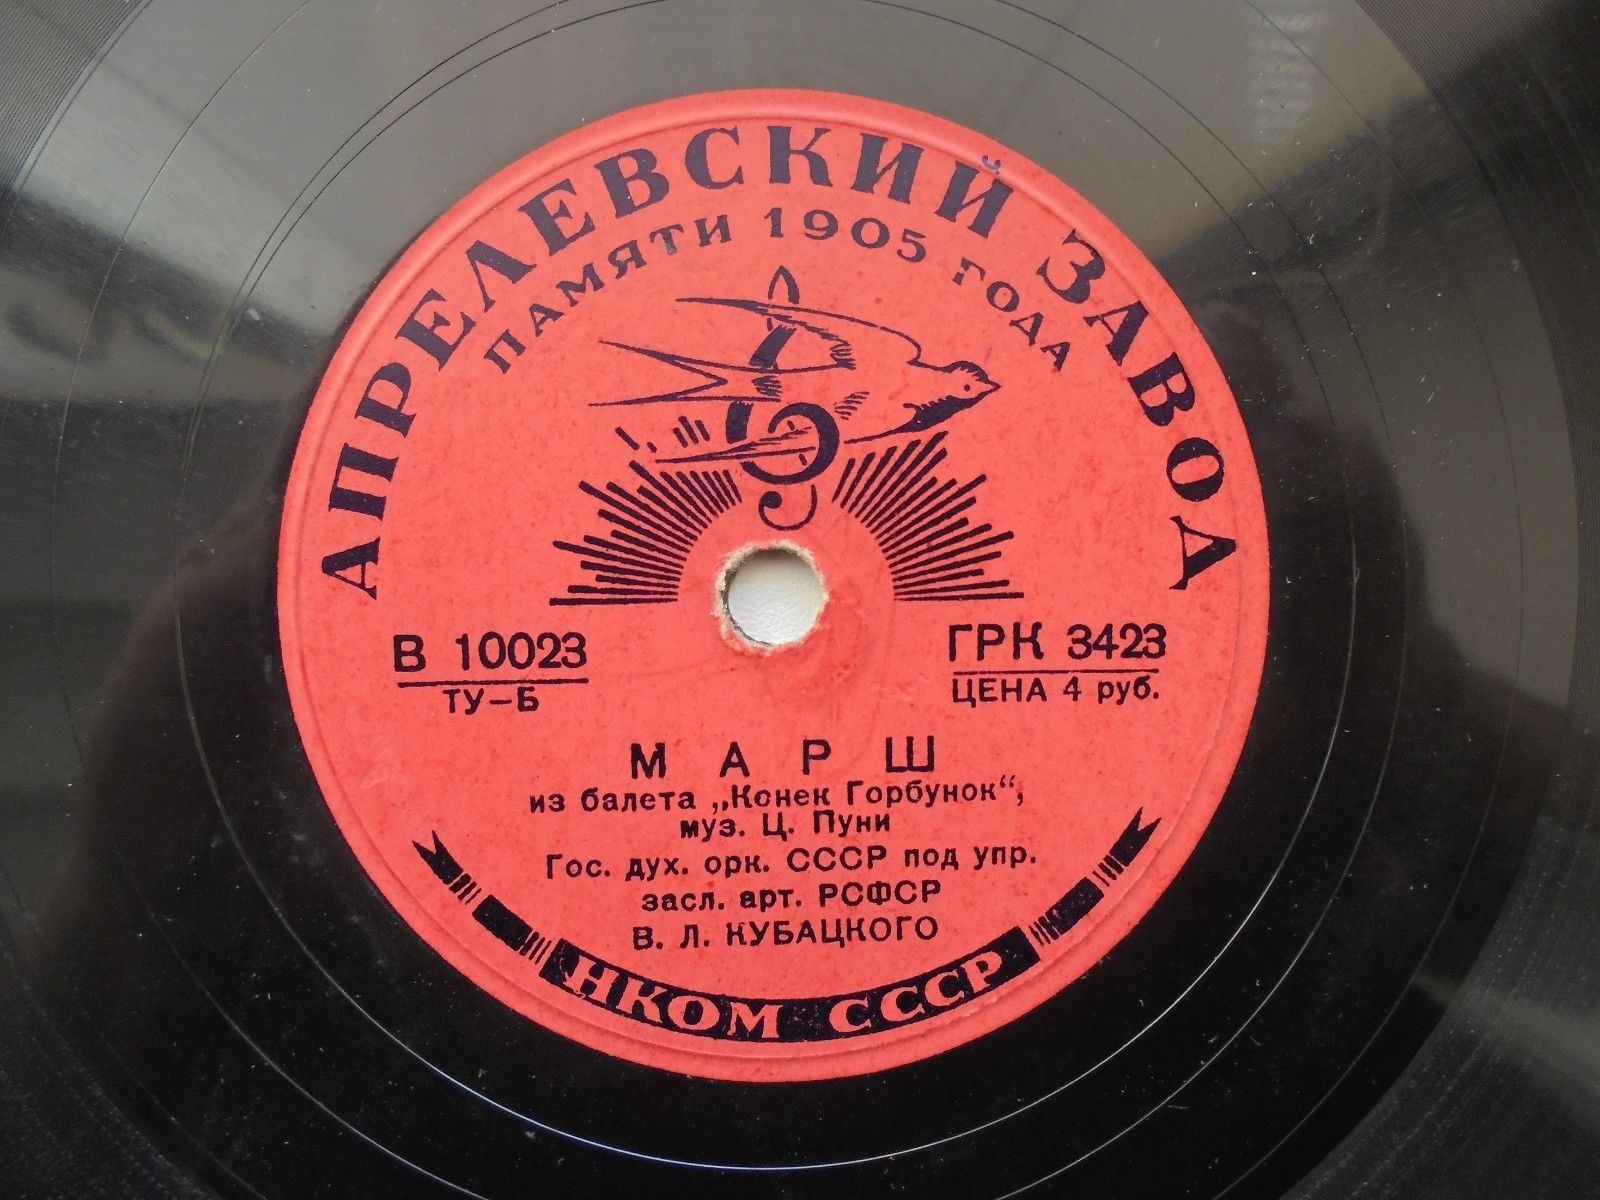 АПРЕЛЕВСКИЙ ЗАВОД
ПАМЯТИ 1905 ГОДА
В 10023
ТУ-Б
ГРК 3423
ЦЕНА 4 руб.
МАРШ
из балета „Конек Горбунок“,
муз. Ц. Пуни
Гос. дух. орк. СССР под упр.
засл. арт. РСФСР
В. Л. КУБАЦКОГО
НКОМ СССР